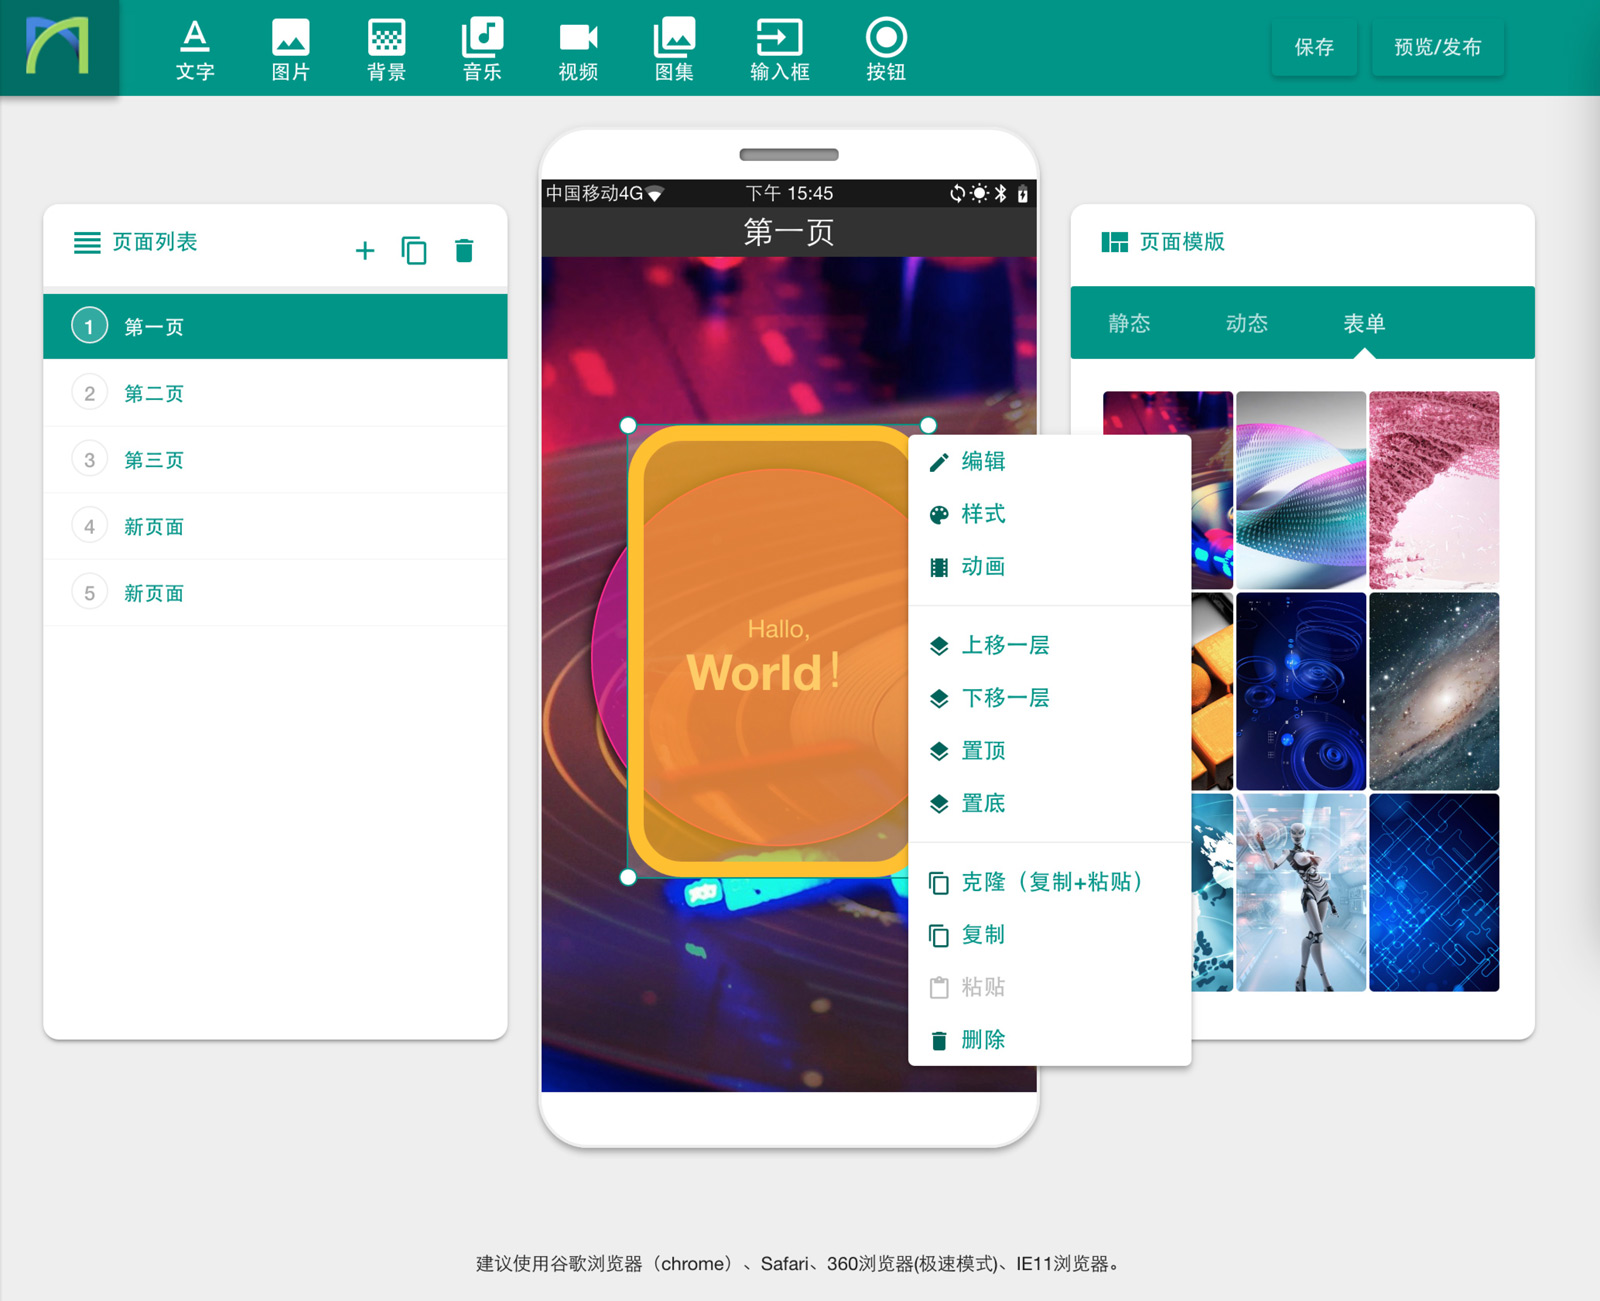 文字
图片
背景
音乐
视频
图集
输入框
按钮
保存
预览/发布
页面列表
1 第一页
2 第二页
3 第三页
4 新页面
5 新页面
中国移动4G 下午 15:45
第一页
Hallo,
World!
编辑
样式
动画
上移一层
下移一层
置顶
置底
克隆（复制+粘贴）
复制
粘贴
删除
页面模版
静态
动态
表单
建议使用谷歌浏览器（chrome）、Safari、360浏览器(极速模式)、IE11浏览器。